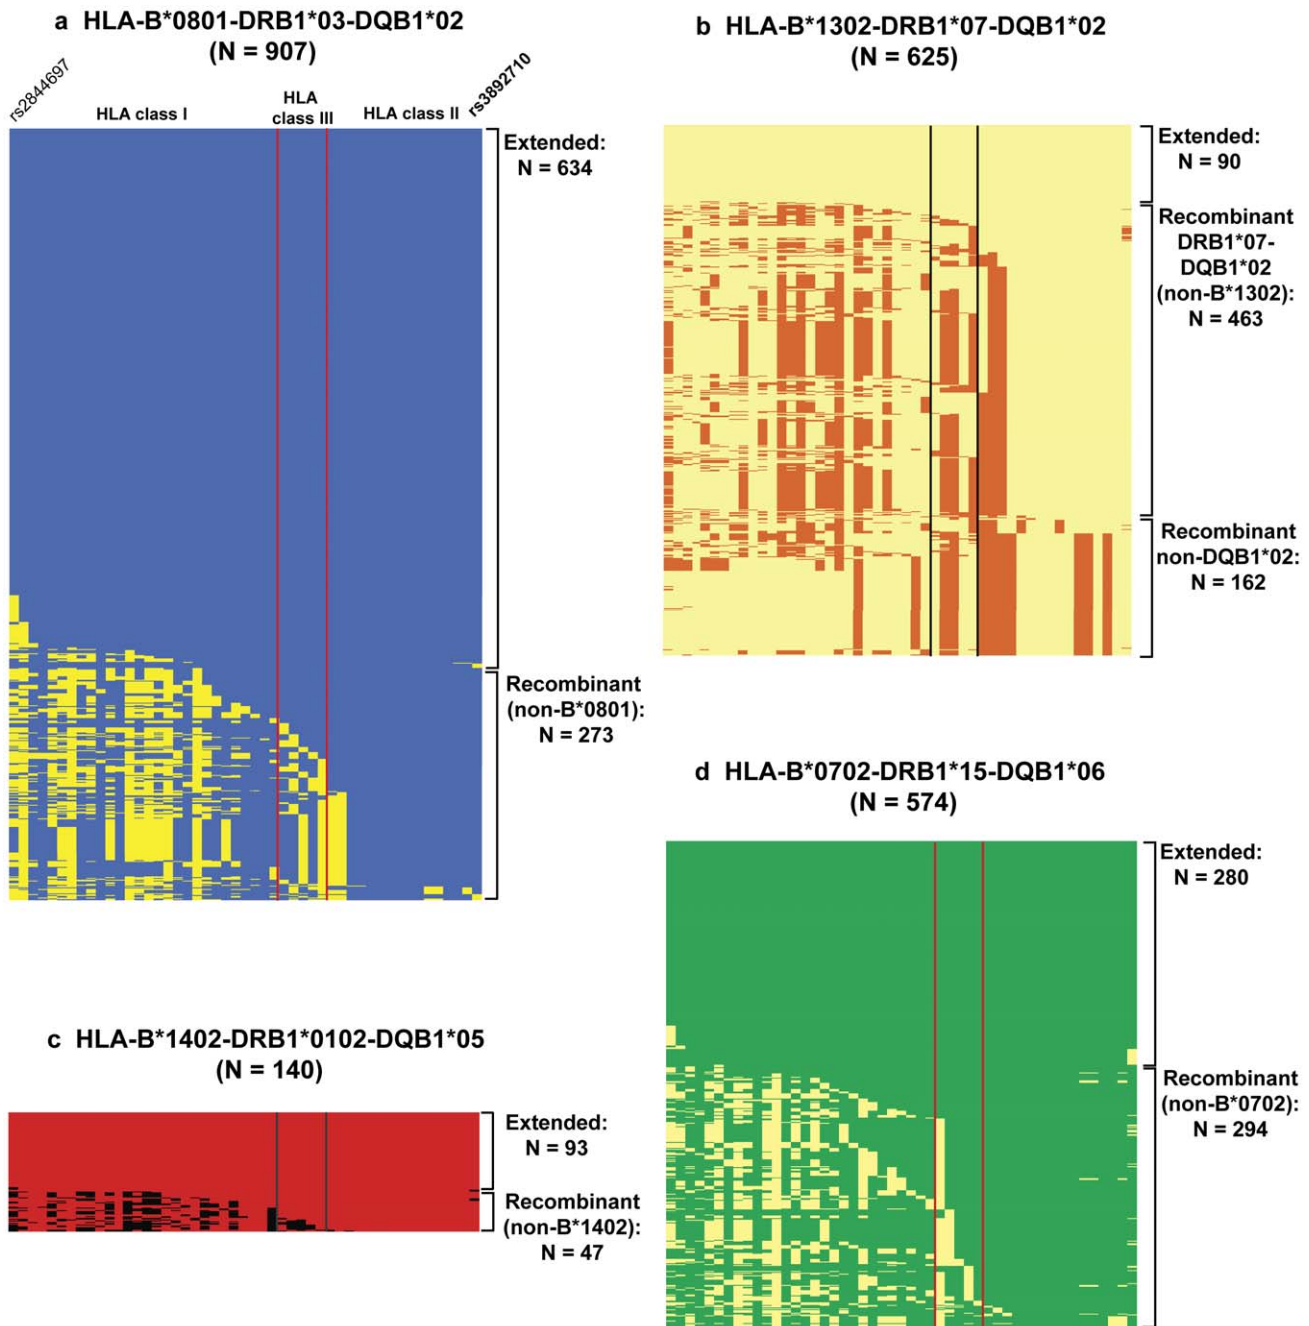 a HLA-B*0801-DRB1*03-DQB1*02
(N = 907)
rs2844697
HLA class I
HLA
class III
HLA class II
rs3892710
Extended:
N = 634
Recombinant
(non-B*0801):
N = 273
b HLA-B*1302-DRB1*07-DQB1*02
(N = 625)
Extended:
N = 90
Recombinant
DRB1*07-
DQB1*02
(non-B*1302):
N = 463
Recombinant
non-DQB1*02:
N = 162
c HLA-B*1402-DRB1*0102-DQB1*05
(N = 140)
Extended:
N = 93
Recombinant
(non-B*1402):
N = 47
d HLA-B*0702-DRB1*15-DQB1*06
(N = 574)
Extended:
N = 280
Recombinant
(non-B*0702):
N = 294